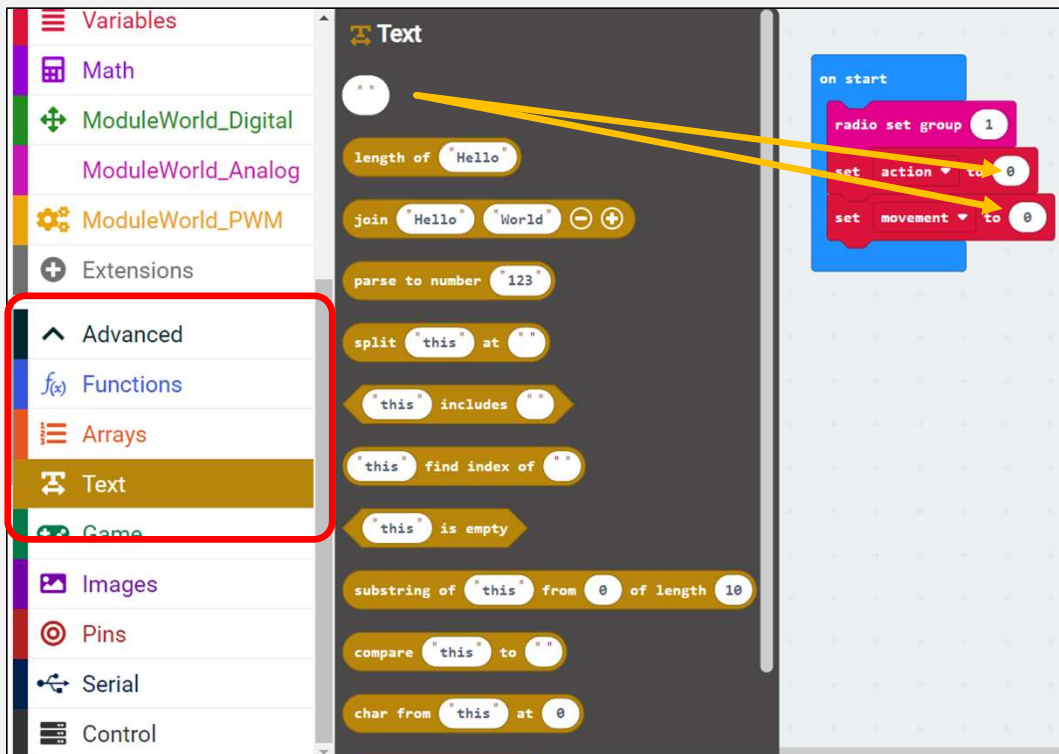 Variables
Math
ModuleWorld_Digital
ModuleWorld_Analog
ModuleWorld_PWM
Extensions
Advanced
f(x) Functions
Arrays
Text
Game
Images
Pins
Serial
Control
Text
" "
length of "Hello"
join "Hello" "World"
parse to number "123"
split "this" at " "
"this" includes " "
"this" find index of " "
"this" is empty
substring of "this" from 0 of length 10
compare "this" to " "
char from "this" at 0
on start
radio set group 1
set action to 0
set movement to 0